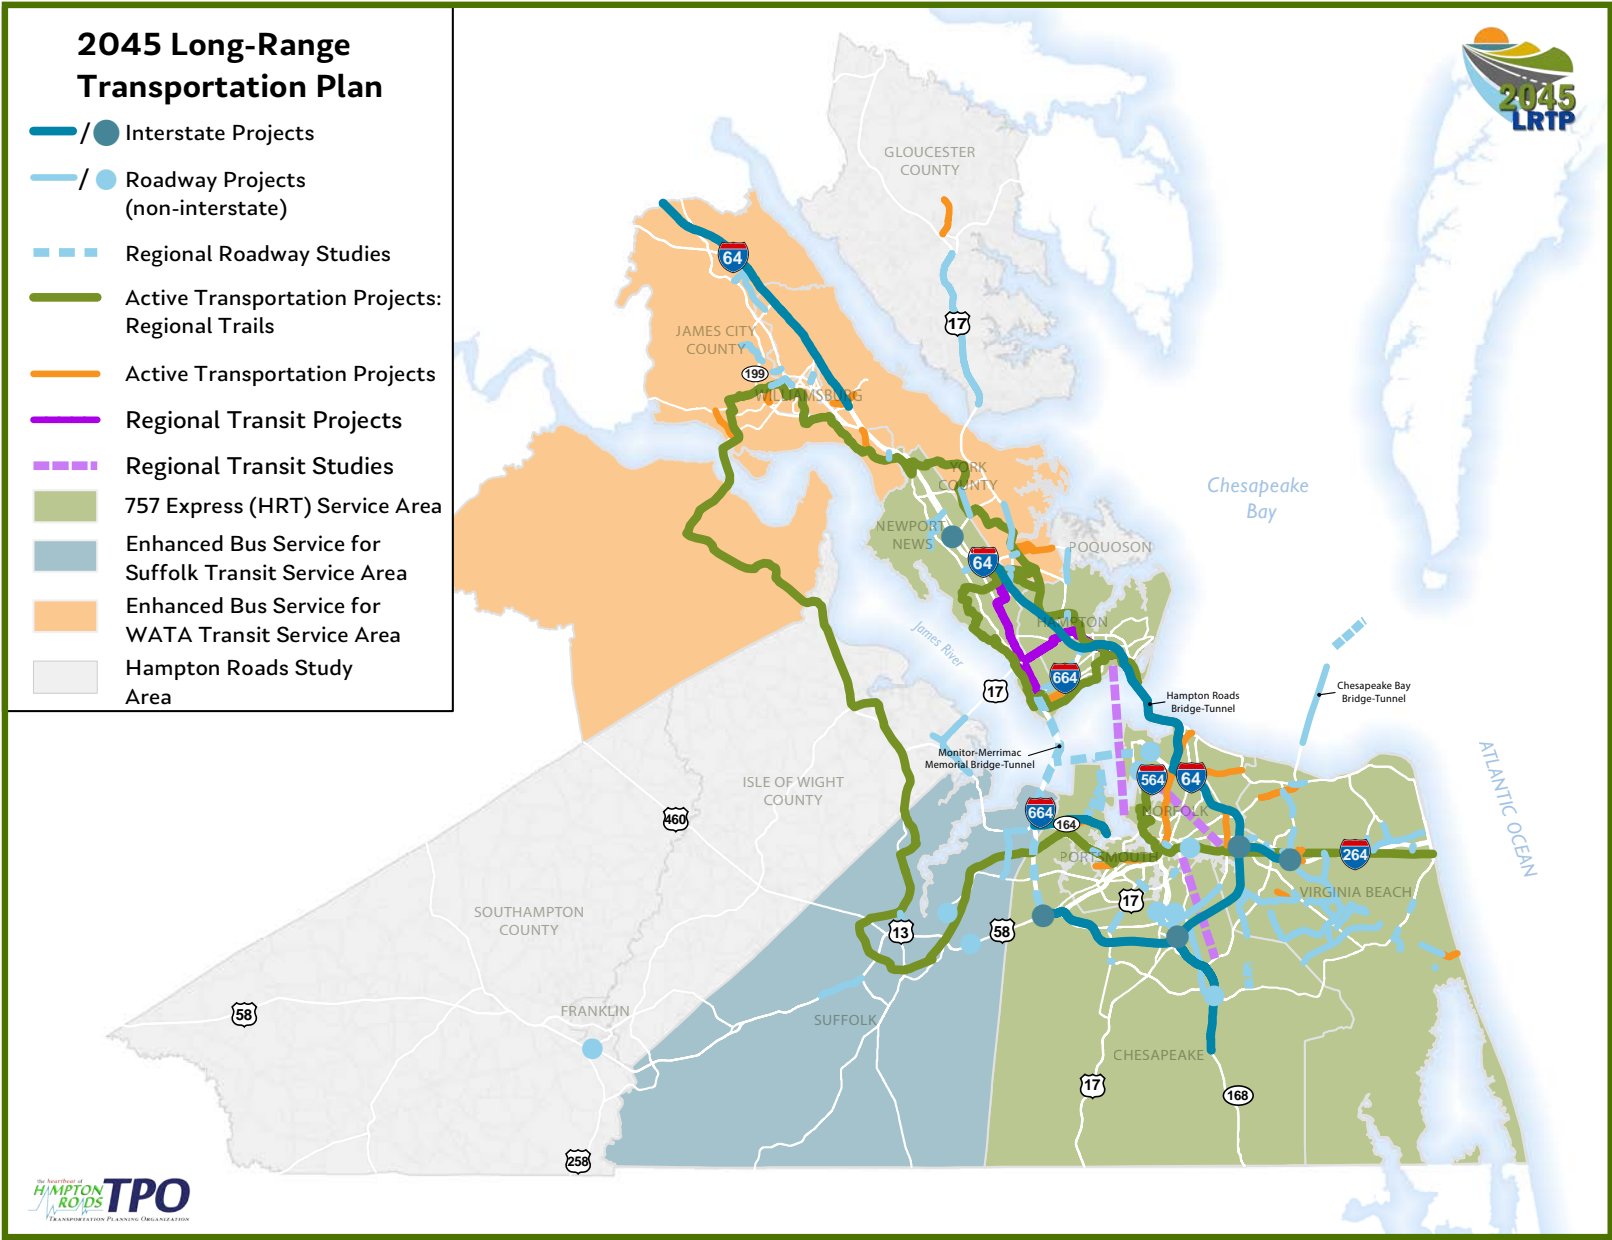 2045 Long-Range
Transportation Plan
/ Interstate Projects
/ Roadway Projects
(non-interstate)
Regional Roadway Studies
Active Transportation Projects:
Regional Trails
Active Transportation Projects
Regional Transit Projects
Regional Transit Studies
757 Express (HRT) Service Area
Enhanced Bus Service for
Suffolk Transit Service Area
Enhanced Bus Service for
WATA Transit Service Area
Hampton Roads Study
Area
2045
LRTP
GLOUCESTER
COUNTY
64
17
JAMES CITY
COUNTY
199
WILLIAMSBURG
YORK
COUNTY
Chesapeake
Bay
NEWPORT
NEWS
64
POQUOSON
HAMPTON
James River
664
17
Hampton Roads
Bridge-Tunnel
Chesapeake Bay
Bridge-Tunnel
Monitor-Merrimac
Memorial Bridge-Tunnel
ATLANTIC OCEAN
ISLE OF WIGHT
COUNTY
564
64
460
664
164
NORFOLK
PORTSMOUTH
264
VIRGINIA BEACH
17
SOUTHAMPTON
COUNTY
13
58
58
FRANKLIN
SUFFOLK
CHESAPEAKE
17
168
258
the heartbeat of
HAMPTON
ROADS
TPO
TRANSPORTATION PLANNING ORGANIZATION